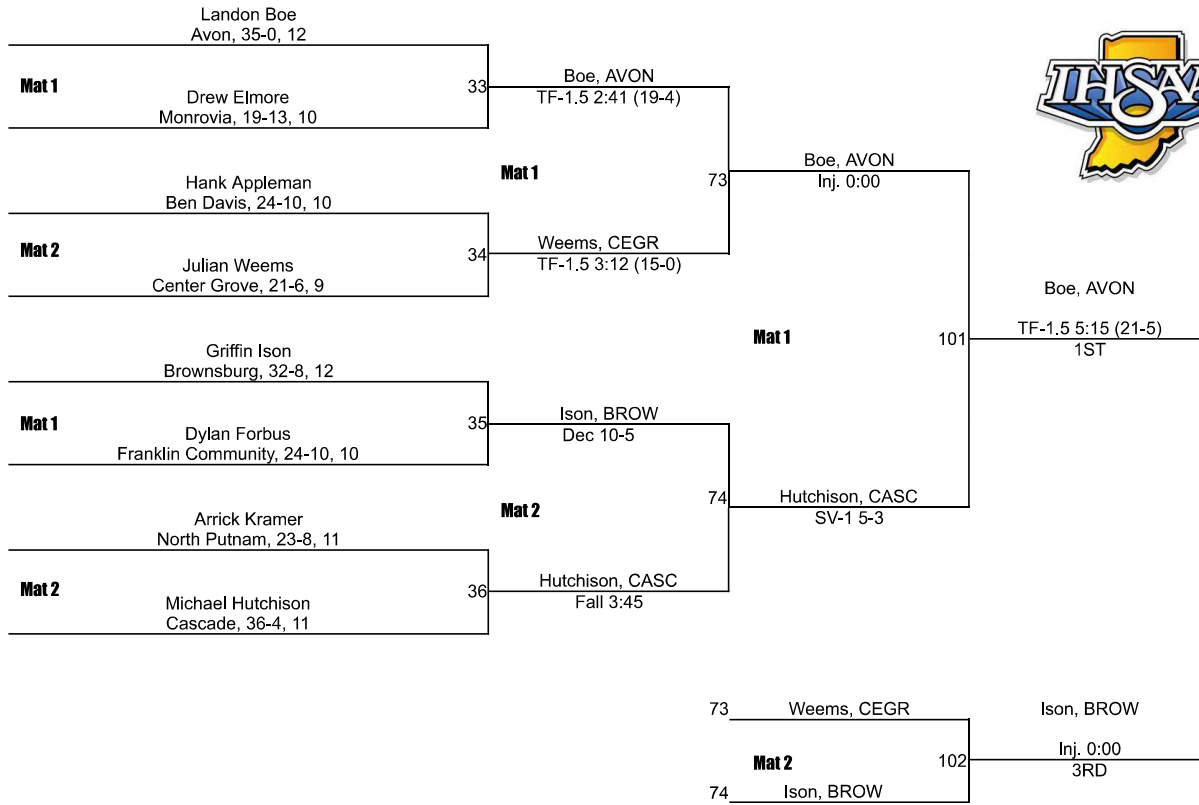 Landon Boe
Avon, 35-0, 12
Mat 1
33
Drew Elmore
Monrovia, 19-13, 10
Hank Appleman
Ben Davis, 24-10, 10
Mat 2
34
Julian Weems
Center Grove, 21-6, 9
Griffin Ison
Brownsburg, 32-8, 12
Mat 1
35
Dylan Forbus
Franklin Community, 24-10, 10
Arrick Kramer
North Putnam, 23-8, 11
Mat 2
36
Michael Hutchison
Cascade, 36-4, 11
Boe, AVON
TF-1.5 2:41 (19-4)
Mat 1
73
Weems, CEGR
TF-1.5 3:12 (15-0)
Ison, BROW
Dec 10-5
Mat 2
74
Hutchison, CASC
Fall 3:45
Boe, AVON
Inj. 0:00
Mat 1
101
Hutchison, CASC
SV-1 5-3
IHSAA
Boe, AVON
TF-1.5 5:15 (21-5)
1ST
73
Weems, CEGR
Mat 2
102
74
Ison, BROW
Ison, BROW
Inj. 0:00
3RD